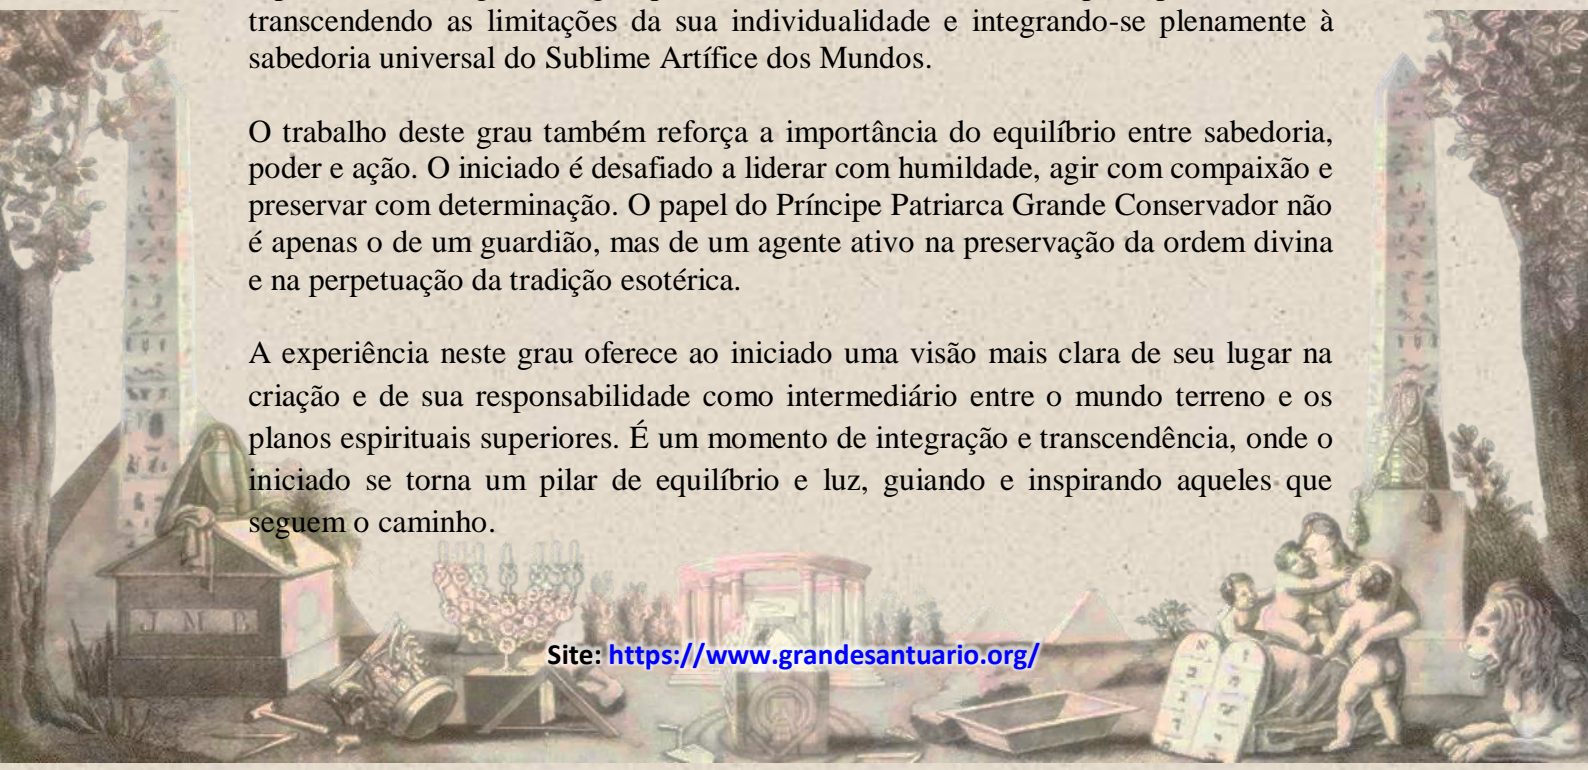 transcendendo as limitações da sua individualidade e integrando-se plenamente à
sabedoria universal do Sublime Artífice dos Mundos.
O trabalho deste grau também reforça a importância do equilíbrio entre sabedoria,
poder e ação. O iniciado é desafiado a liderar com humildade, agir com compaixão e
preservar com determinação. O papel do Príncipe Patriarca Grande Conservador não
é apenas o de um guardião, mas de um agente ativo na preservação da ordem divina
e na perpetuação da tradição esotérica.
A experiência neste grau oferece ao iniciado uma visão mais clara de seu lugar na
criação e de sua responsabilidade como intermediário entre o mundo terreno e os
planos espirituais superiores. É um momento de integração e transcendência, onde o
iniciado se torna um pilar de equilíbrio e luz, guiando e inspirando aqueles que
seguem o caminho.
J M B
Site: https://www.grandesantuario.org/